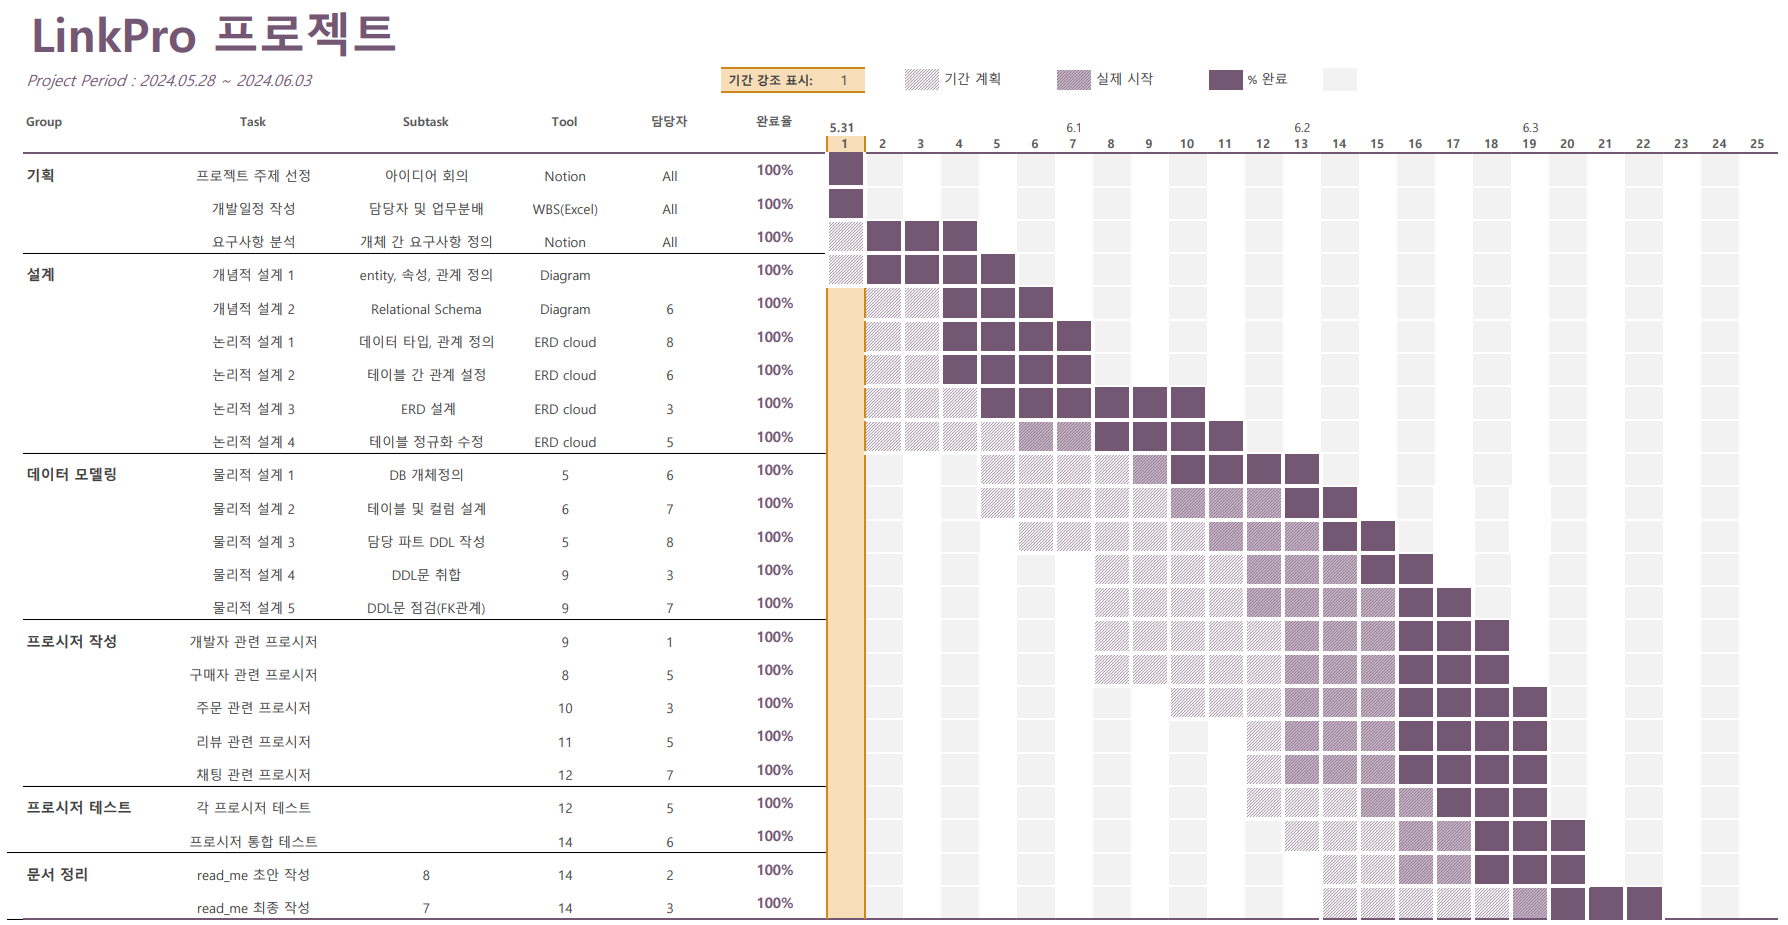 LinkPro 프로젝트
Project Period : 2024.05.28 ~ 2024.06.03
기간 강조 표시: 1 기간 계획 실제 시작 % 완료
Group Task Subtask Tool 담당자 완료율
5.31 6.1 6.2 6.3
1 2 3 4 5 6 7 8 9 10 11 12 13 14 15 16 17 18 19 20 21 22 23 24 25
기획 프로젝트 주제 선정 아이디어 회의 Notion All 100%
개발일정 작성 담당자 및 업무분배 WBS(Excel) All 100%
요구사항 분석 개체 간 요구사항 정의 Notion All 100%
설계 개념적 설계 1 entity, 속성, 관계 정의 Diagram 100%
개념적 설계 2 Relational Schema Diagram 6 100%
논리적 설계 1 데이터 타입, 관계 정의 ERD cloud 8 100%
논리적 설계 2 테이블 간 관계 설정 ERD cloud 6 100%
논리적 설계 3 ERD 설계 ERD cloud 3 100%
논리적 설계 4 테이블 정규화 수정 ERD cloud 5 100%
데이터 모델링 물리적 설계 1 DB 개체정의 5 6 100%
물리적 설계 2 테이블 및 컬럼 설계 6 7 100%
물리적 설계 3 담당 파트 DDL 작성 5 8 100%
물리적 설계 4 DDL문 취합 9 3 100%
물리적 설계 5 DDL문 점검(FK관계) 9 7 100%
프로시저 작성 개발자 관련 프로시저 9 1 100%
구매자 관련 프로시저 8 5 100%
주문 관련 프로시저 10 3 100%
리뷰 관련 프로시저 11 5 100%
채팅 관련 프로시저 12 7 100%
프로시저 테스트 각 프로시저 테스트 12 5 100%
프로시저 통합 테스트 14 6 100%
문서 정리 read_me 초안 작성 8 14 2 100%
read_me 최종 작성 7 14 3 100%